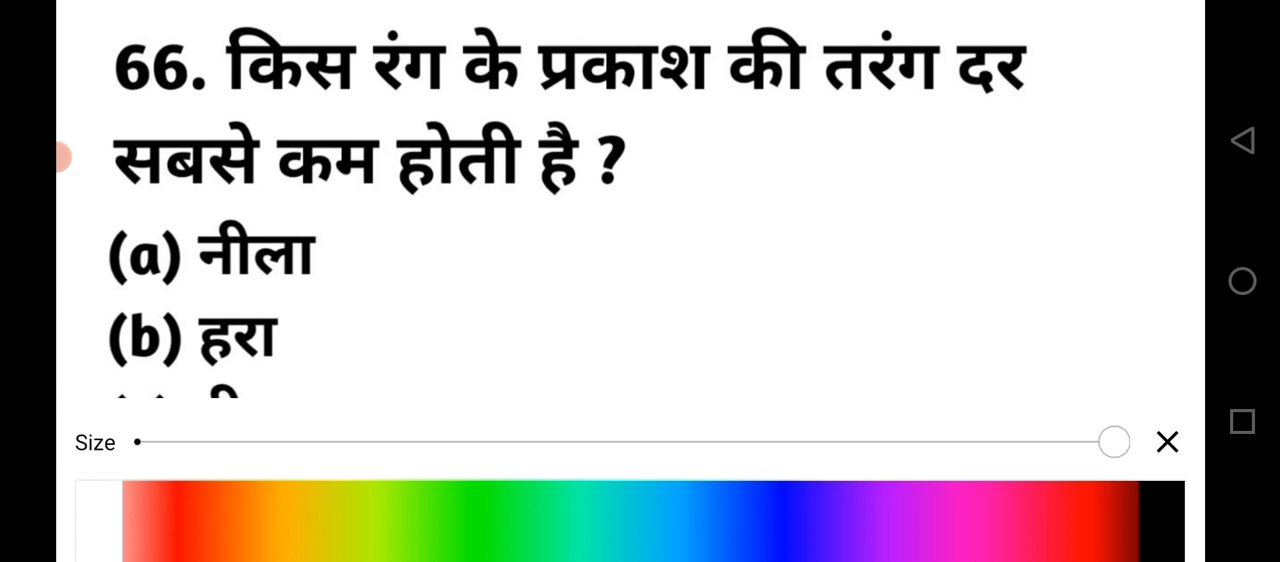 66. किस रंग के प्रकाश की तरंग दर
सबसे कम होती है ?
(a) नीला
(b) हरा
Size